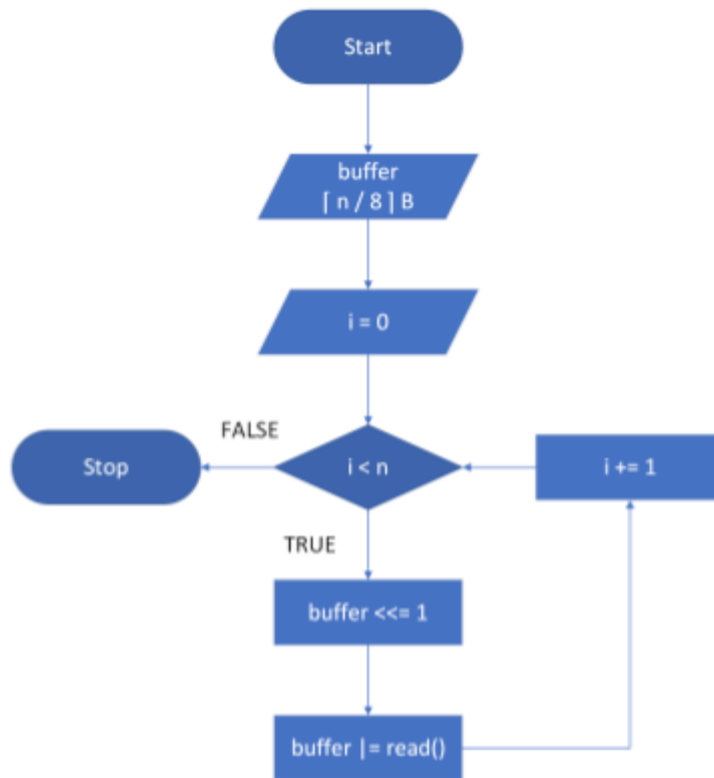 Start
buffer
⌈ n / 8 ⌉ B
i = 0
FALSE
Stop
i < n
i += 1
TRUE
buffer <<= 1
buffer |= read()